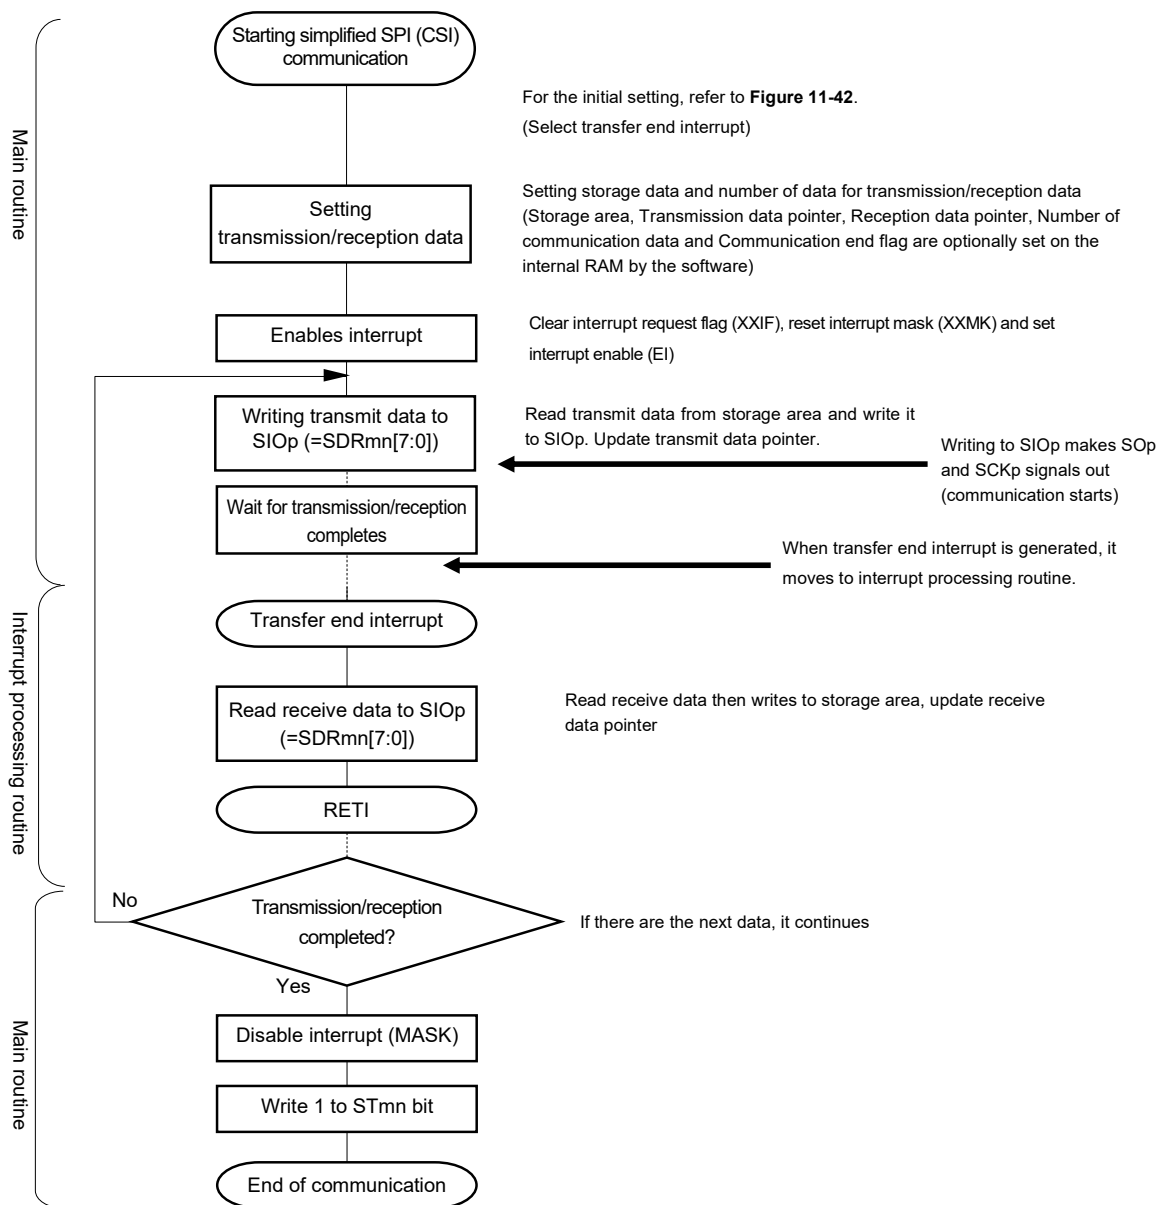 Starting simplified SPI (CSI)
communication
For the initial setting, refer to Figure 11-42.
(Select transfer end interrupt)
Main routine
Setting
transmission/reception data
Setting storage data and number of data for transmission/reception data
(Storage area, Transmission data pointer, Reception data pointer, Number of
communication data and Communication end flag are optionally set on the
internal RAM by the software)
Enables interrupt
Clear interrupt request flag (XXIF), reset interrupt mask (XXMK) and set
interrupt enable (EI)
Writing transmit data to
SIOp (=SDRmn[7:0])
Read transmit data from storage area and write it
to SIOp. Update transmit data pointer.
Writing to SIOp makes SOp
and SCKp signals out
(communication starts)
Wait for transmission/reception
completes
When transfer end interrupt is generated, it
moves to interrupt processing routine.
Interrupt processing routine
Transfer end interrupt
Read receive data to SIOp
(=SDRmn[7:0])
Read receive data then writes to storage area, update receive
data pointer
RETI
No
Transmission/reception
completed?
If there are the next data, it continues
Yes
Main routine
Disable interrupt (MASK)
Write 1 to STmn bit
End of communication